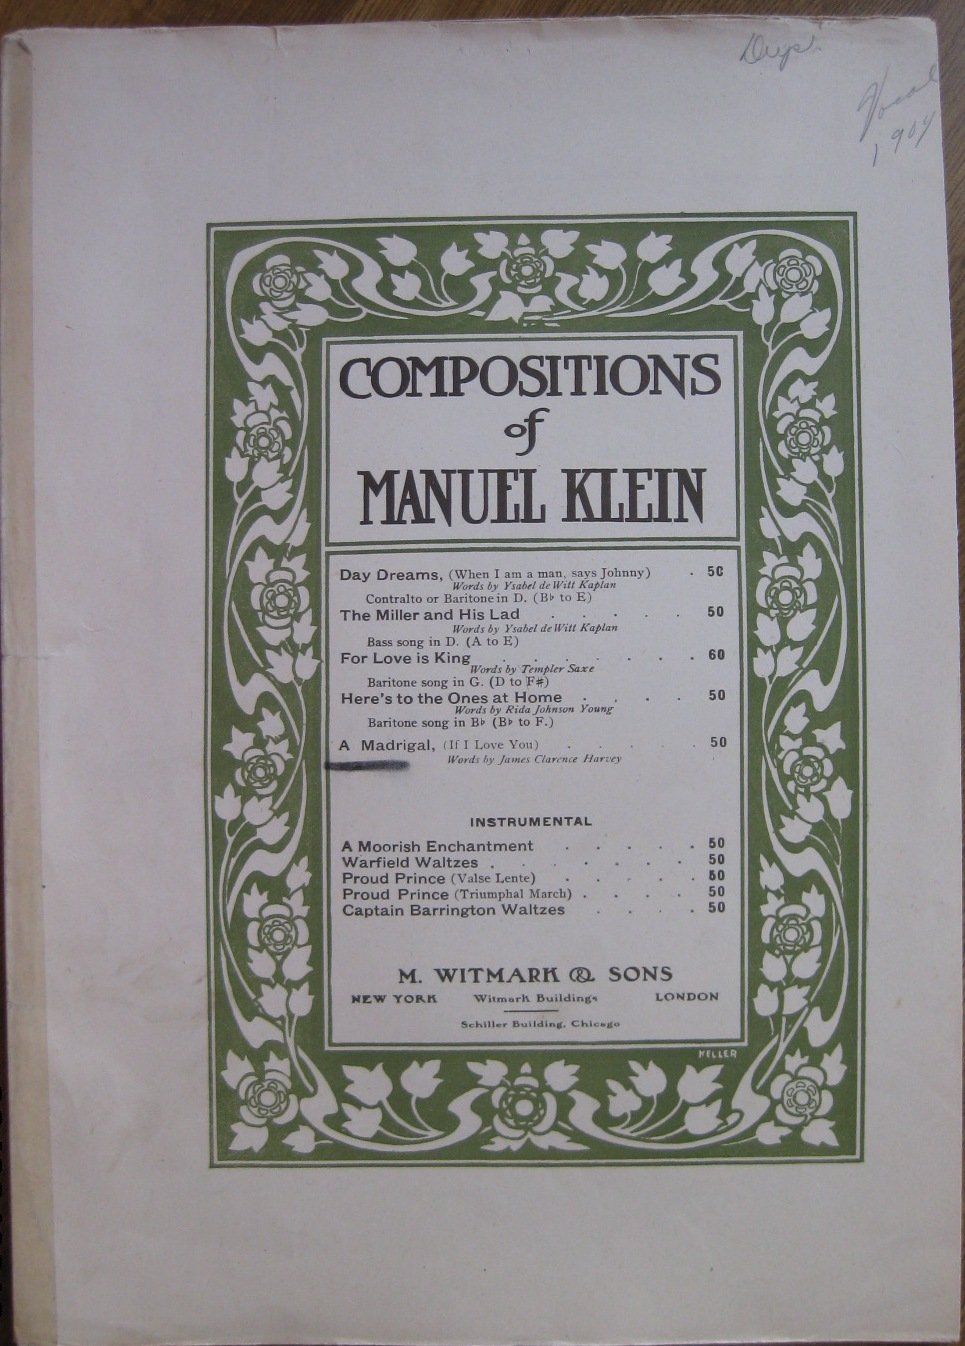 Vocal
1904
COMPOSITIONS
of
MANUEL KLEIN
Day Dreams, (When I am a man, says Johnny) . 50
Words by Ysabel de Witt Kaplan
Contralto or Baritone in D. (B♭ to E)
The Miller and His Lad . . . . 50
Words by Ysabel de Witt Kaplan
Bass song in D. (A to E)
For Love is King . . . . . . . 60
Words by Templer Saxe
Baritone song in G. (D to F#)
Here's to the Ones at Home . . . . 50
Words by Rida Johnson Young
Baritone song in B♭ (B♭ to F.)
A Madrigal, (If I Love You) . . . . . 50
Words by James Clarence Harvey
INSTRUMENTAL
A Moorish Enchantment . . . . . 50
Warfield Waltzes . . . . . . . 50
Proud Prince (Valse Lente) . . . . . 50
Proud Prince (Triumphal March) . . . . 50
Captain Barrington Waltzes . . . . 50
M. WITMARK & SONS
NEW YORK Witmark Buildings LONDON
Schiller Building, Chicago
KELLER